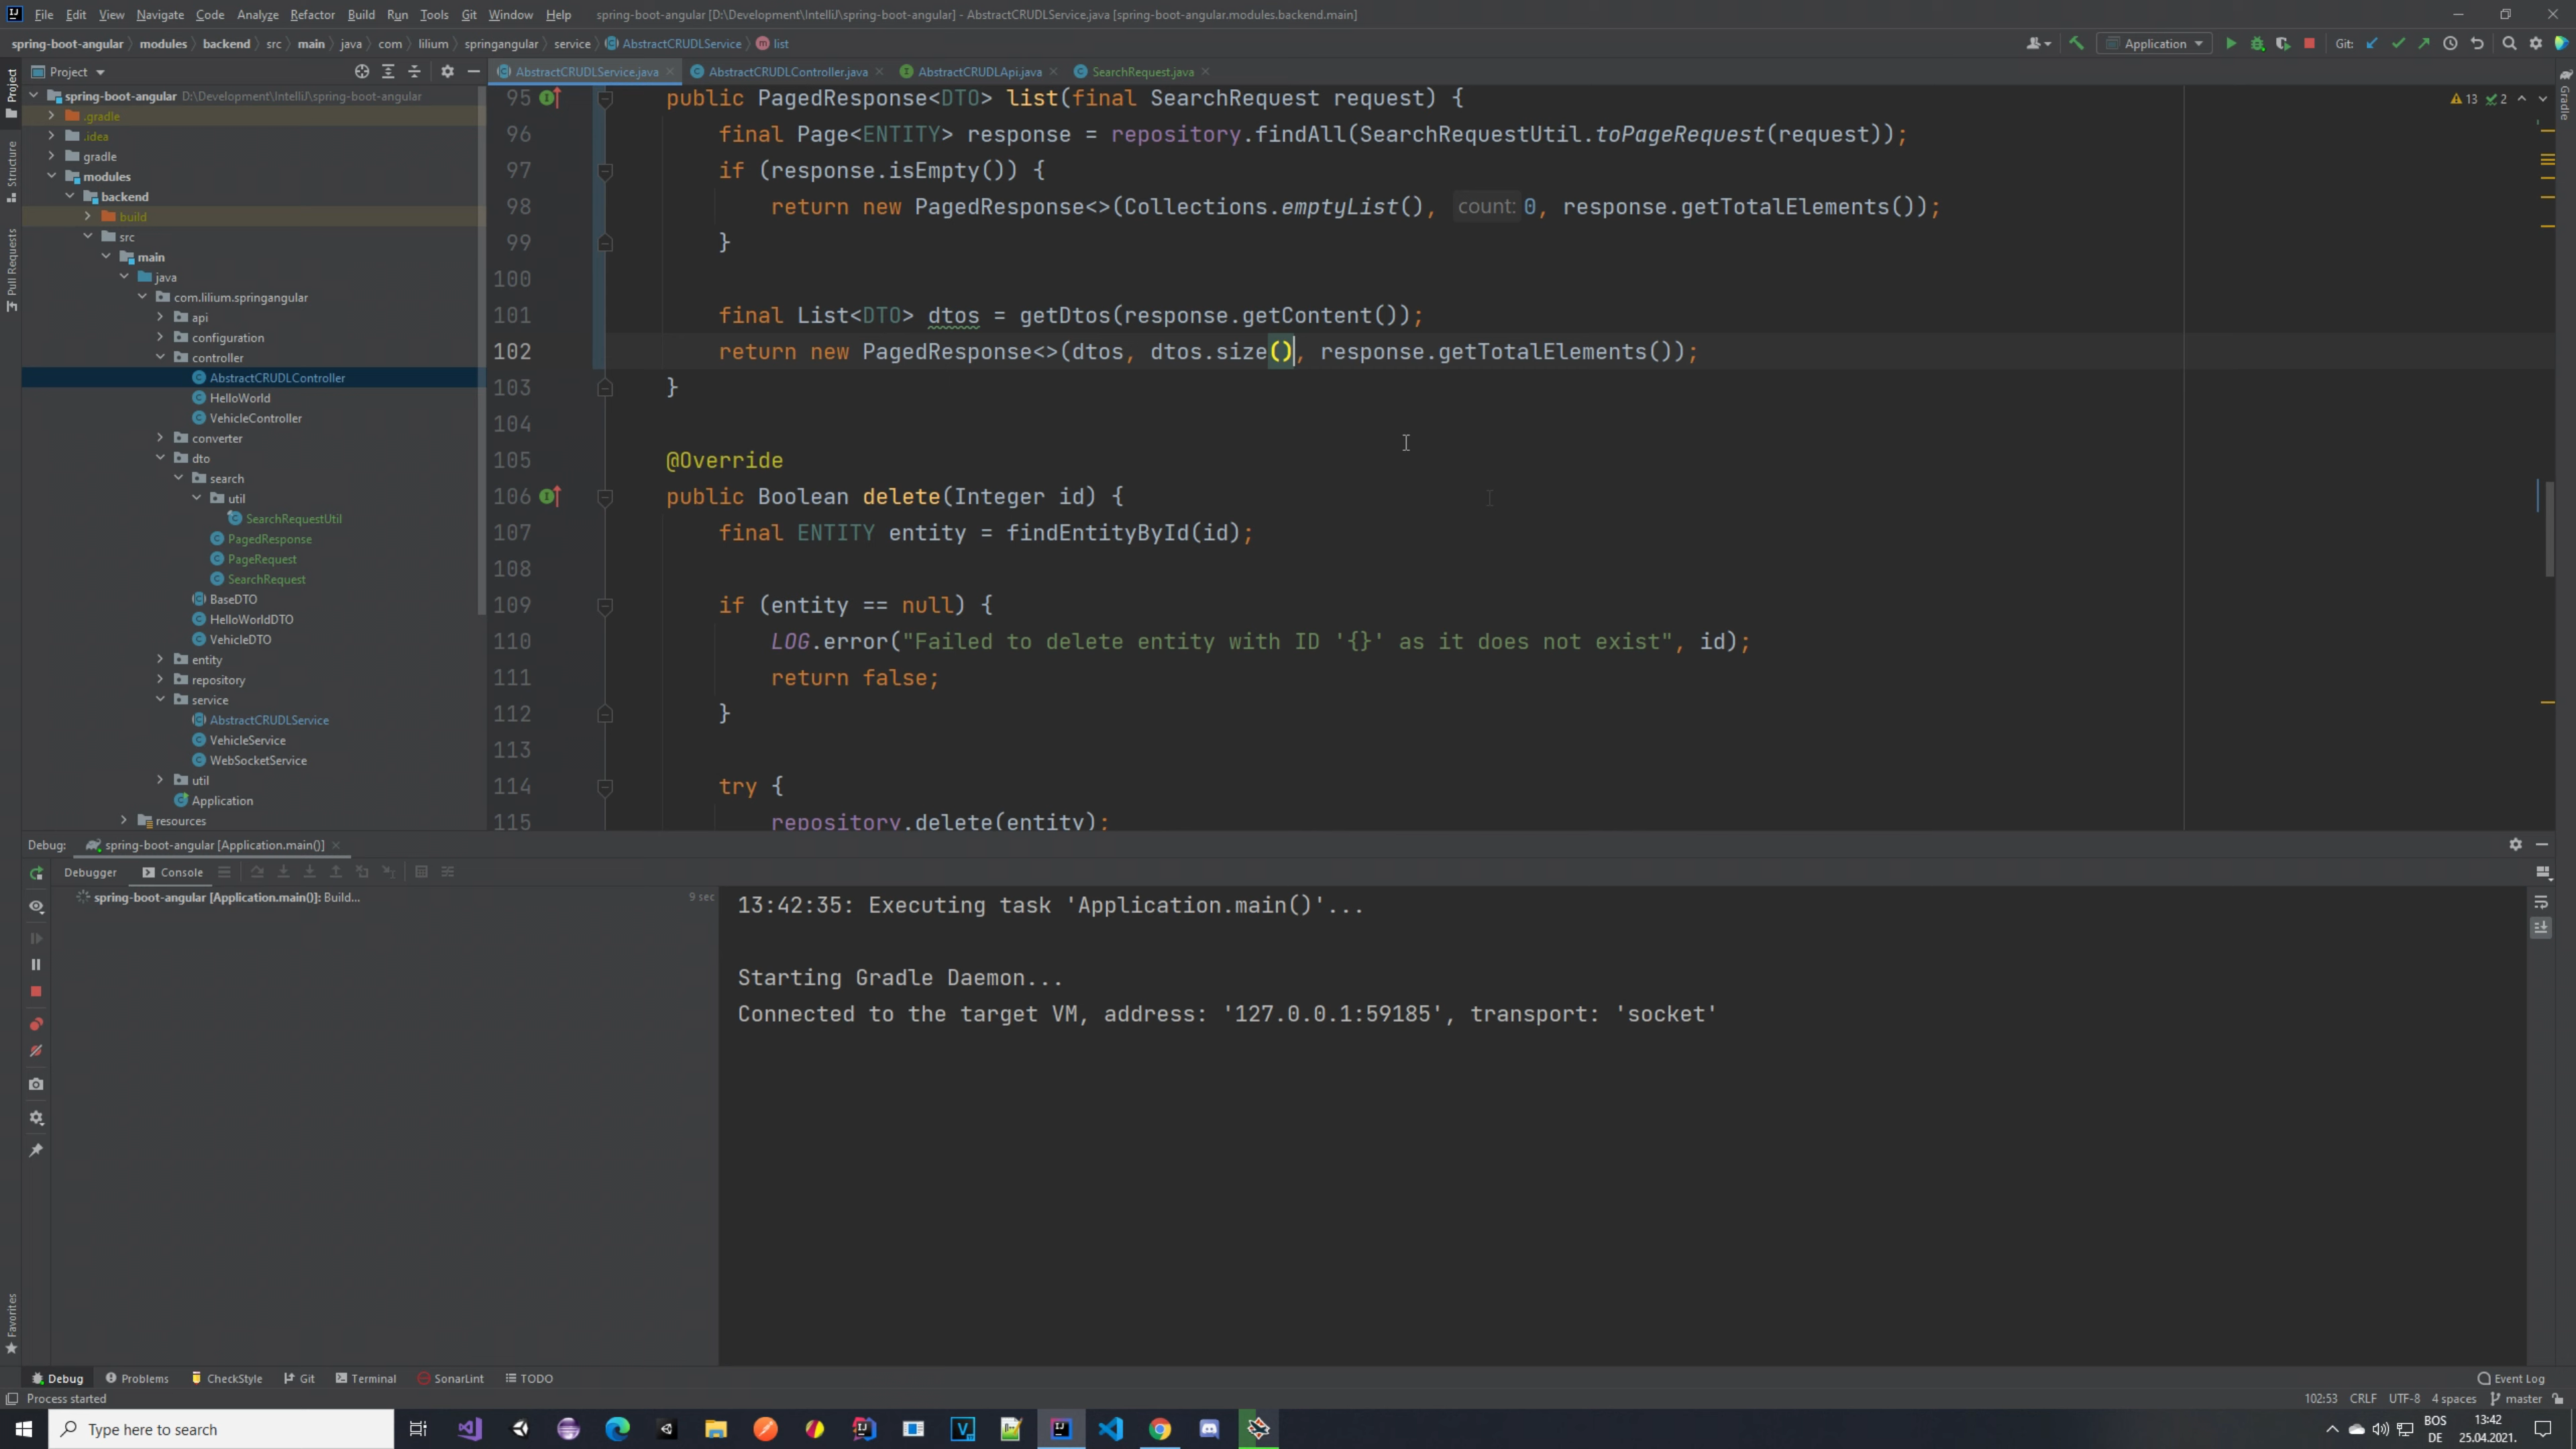 File Edit View Navigate Code Analyze Refactor Build Run Tools Git Window Help spring-boot-angular [D:\Development\IntelliJ\spring-boot-angular] - AbstractCRUDLService.java [spring-boot-angular.modules.backend.main]
spring-boot-angular modules backend src main java com lilium springangular service AbstractCRUDLService list
Application
Git:
Project
AbstractCRUDLService.java AbstractCRUDLController.java AbstractCRUDLApi.java SearchRequest.java
Project
Structure
Pull Requests
Favorites
Gradle
spring-boot-angular D:\Development\IntelliJ\spring-boot-angular
.gradle
.idea
gradle
modules
backend
build
src
main
java
com.lilium.springangular
api
configuration
controller
AbstractCRUDLController
HelloWorld
VehicleController
converter
dto
search
util
SearchRequestUtil
PagedResponse
PageRequest
SearchRequest
BaseDTO
HelloWorldDTO
VehicleDTO
entity
repository
service
AbstractCRUDLService
VehicleService
WebSocketService
util
Application
resources
13 2
95 public PagedResponse<DTO> list(final SearchRequest request) {
96 final Page<ENTITY> response = repository.findAll(SearchRequestUtil.toPageRequest(request));
97 if (response.isEmpty()) {
98 return new PagedResponse<>(Collections.emptyList(), count: 0, response.getTotalElements());
99 }
100
101 final List<DTO> dtos = getDtos(response.getContent());
102 return new PagedResponse<>(dtos, dtos.size(), response.getTotalElements());
103 }
104
105 @Override
106 public Boolean delete(Integer id) {
107 final ENTITY entity = findEntityById(id);
108
109 if (entity == null) {
110 LOG.error("Failed to delete entity with ID '{}' as it does not exist", id);
111 return false;
112 }
113
114 try {
115 repository.delete(entity);
Debug: spring-boot-angular [Application.main()]
Debugger Console
spring-boot-angular [Application.main()]: Build... 9 sec
13:42:35: Executing task 'Application.main()'...
Starting Gradle Daemon...
Connected to the target VM, address: '127.0.0.1:59185', transport: 'socket'
Debug Problems CheckStyle Git Terminal SonarLint TODO Event Log
Process started 102:53 CRLF UTF-8 4 spaces master
Type here to search
BOS
DE
13:42
25.04.2021.